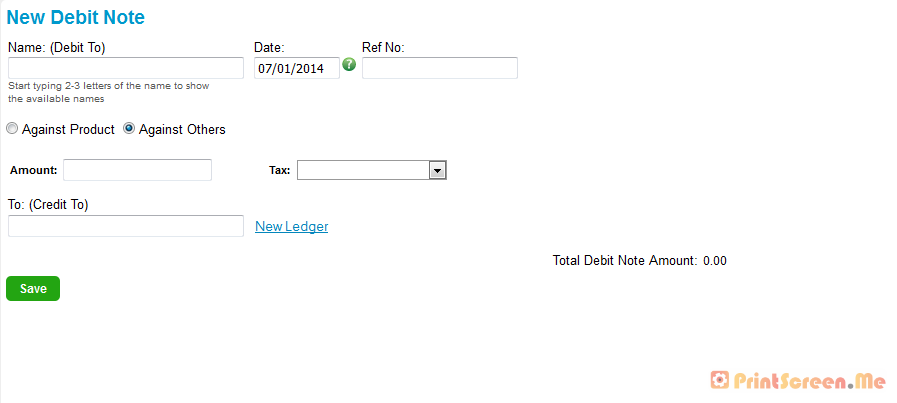 New Debit Note
Name: (Debit To) Date: Ref No:
07/01/2014 ?
Start typing 2-3 letters of the name to show
the available names
Against Product Against Others
Amount: Tax:
To: (Credit To)
New Ledger
Total Debit Note Amount: 0.00
Save
PrintScreen.Me